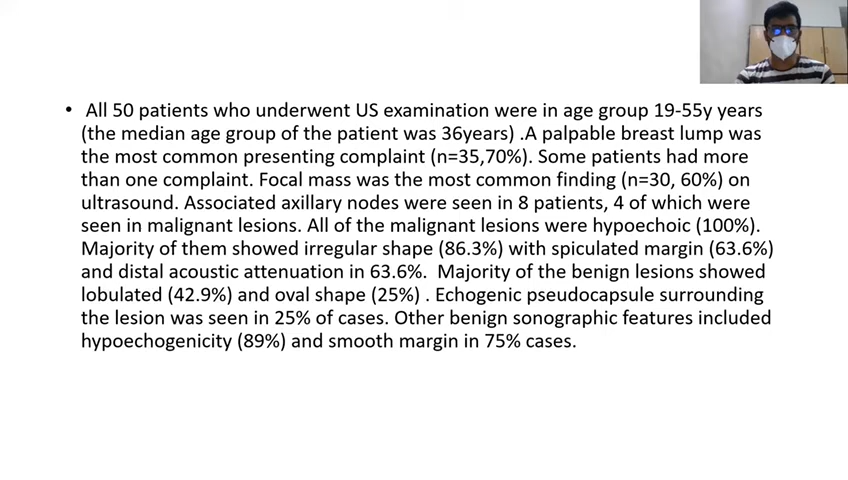 • All 50 patients who underwent US examination were in age group 19-55y years
(the median age group of the patient was 36years) .A palpable breast lump was
the most common presenting complaint (n=35,70%). Some patients had more
than one complaint. Focal mass was the most common finding (n=30, 60%) on
ultrasound. Associated axillary nodes were seen in 8 patients, 4 of which were
seen in malignant lesions. All of the malignant lesions were hypoechoic (100%).
Majority of them showed irregular shape (86.3%) with spiculated margin (63.6%)
and distal acoustic attenuation in 63.6%. Majority of the benign lesions showed
lobulated (42.9%) and oval shape (25%) . Echogenic pseudocapsule surrounding
the lesion was seen in 25% of cases. Other benign sonographic features included
hypoechogenicity (89%) and smooth margin in 75% cases.